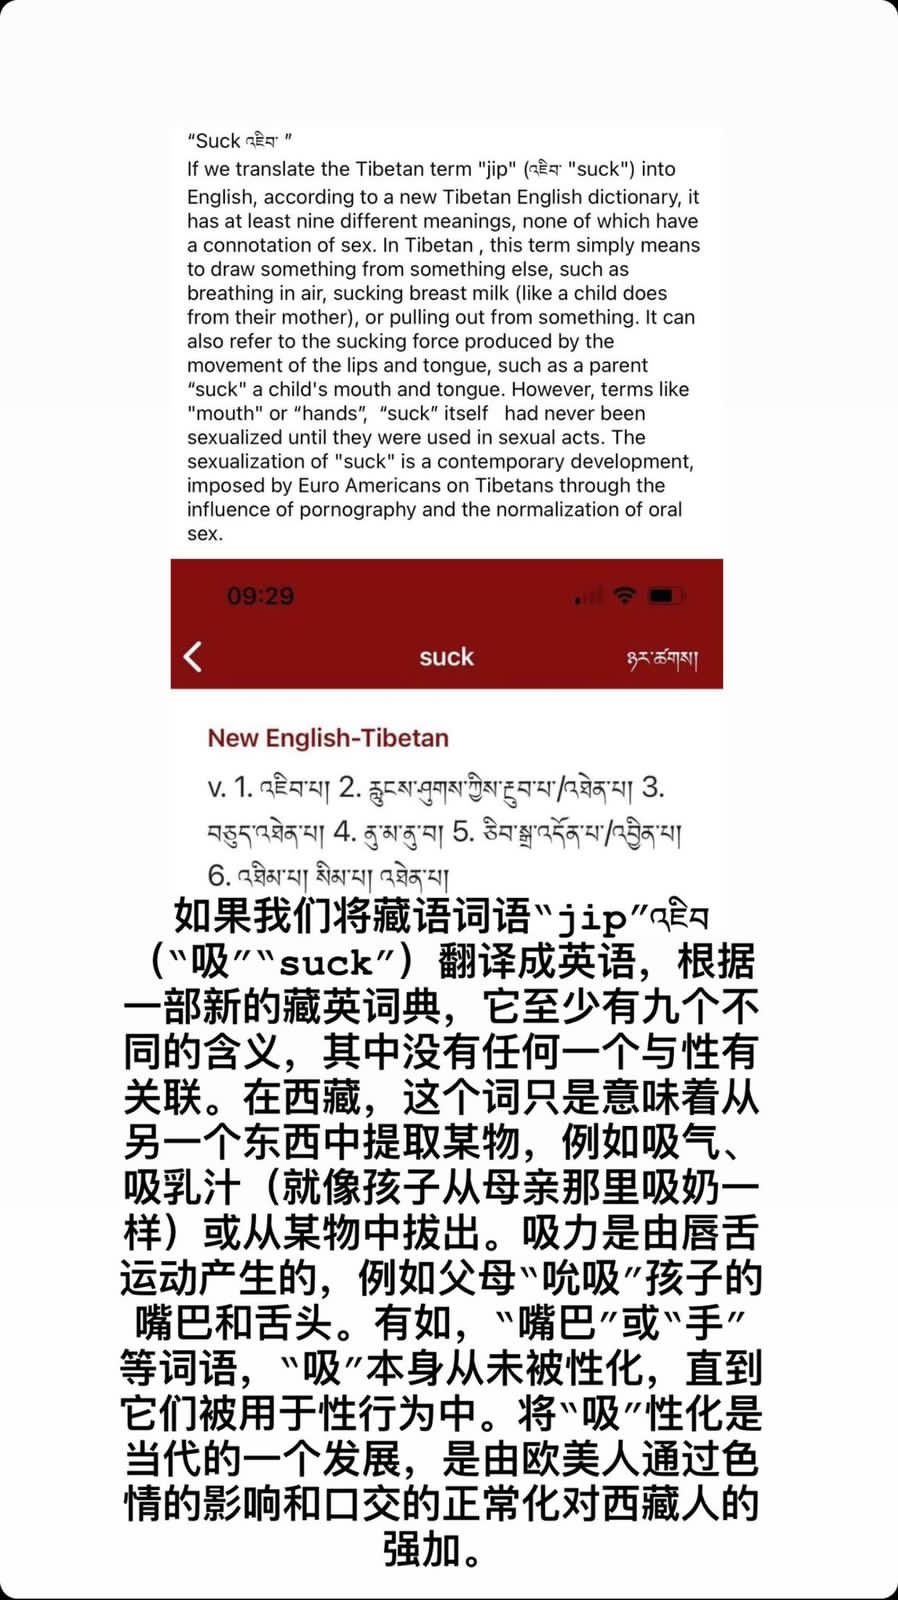 “Suck འཇིབ་ ”
If we translate the Tibetan term "jip" (འཇིབ་ "suck") into
English, according to a new Tibetan English dictionary, it
has at least nine different meanings, none of which have
a connotation of sex. In Tibetan , this term simply means
to draw something from something else, such as
breathing in air, sucking breast milk (like a child does
from their mother), or pulling out from something. It can
also refer to the sucking force produced by the
movement of the lips and tongue, such as a parent
“suck" a child's mouth and tongue. However, terms like
"mouth" or “hands”, “suck” itself had never been
sexualized until they were used in sexual acts. The
sexualization of "suck" is a contemporary development,
imposed by Euro Americans on Tibetans through the
influence of pornography and the normalization of oral
sex.
09:29
suck ཉར་ཚགས།
New English-Tibetan
v. 1. འཇིབ་པ། 2. རླངས་ཤུགས་ཀྱིས་རྔུབ་པ་/འཐེན་པ། 3.
བཅུད་འཐེན་པ། 4. ནུ་མ་ནུ་བ། 5. ཅིབ་སྒྲ་འདོན་པ་/འབྱིན་པ།
6. འཐིམ་པ། སིམ་པ། འཐེན་པ།
如果我们将藏语词语“jip”འཇིབ
（“吸”“suck”）翻译成英语，根据
一部新的藏英词典，它至少有九个不
同的含义，其中没有任何一个与性有
关联。在西藏，这个词只是意味着从
另一个东西中提取某物，例如吸气、
吸乳汁（就像孩子从母亲那里吸奶一
样）或从某物中拔出。吸力是由唇舌
运动产生的，例如父母“吮吸”孩子的
嘴巴和舌头。有如，“嘴巴”或“手”
等词语，“吸”本身从未被性化，直到
它们被用于性行为中。将“吸”性化是
当代的一个发展，是由欧美人通过色
情的影响和口交的正常化对西藏人的
强加。